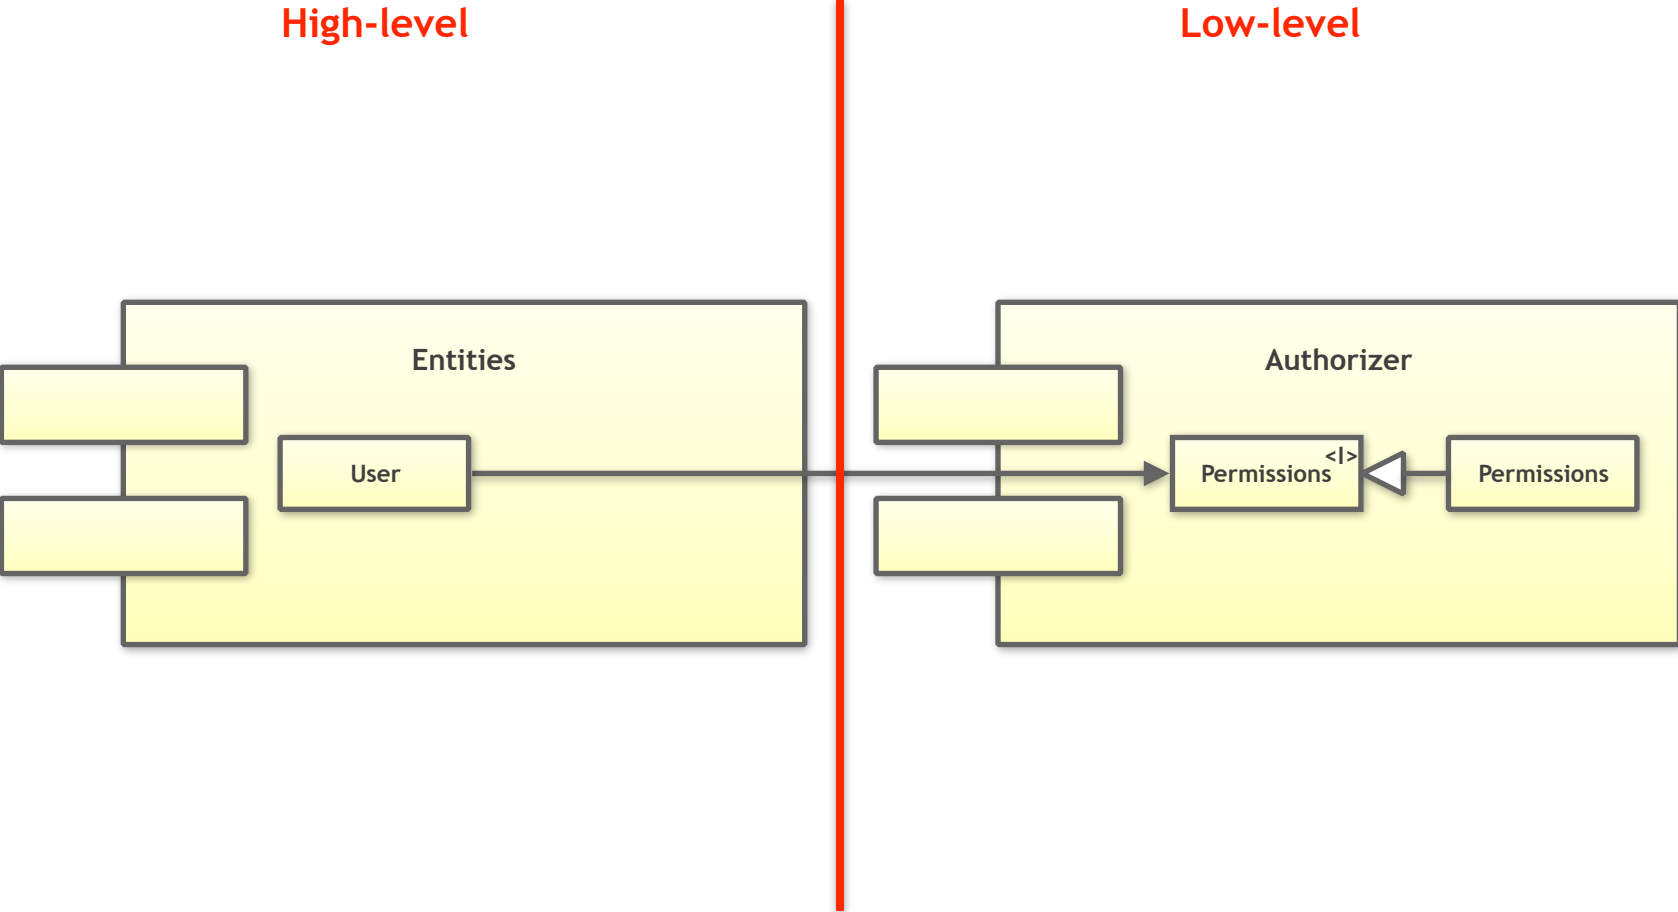 High-level
Low-level
Entities
Authorizer
User
<I>
Permissions
Permissions